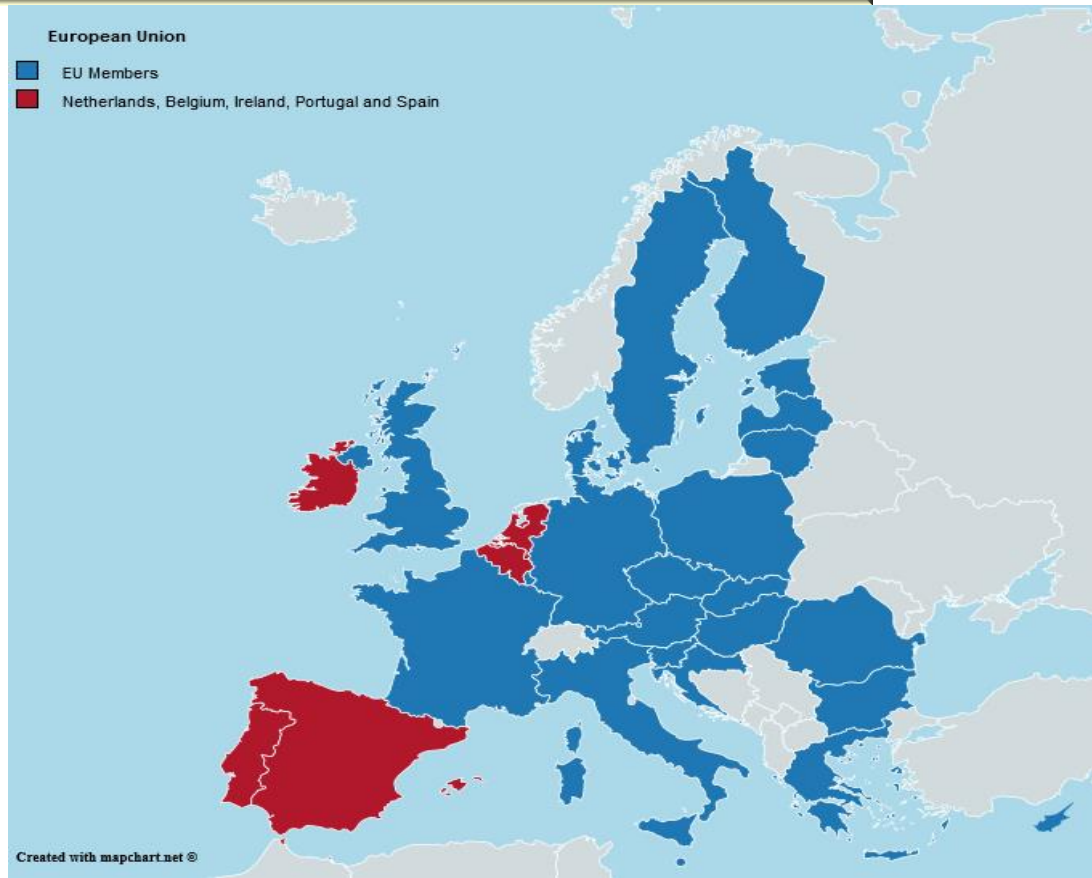 European Union
EU Members
Netherlands, Belgium, Ireland, Portugal and Spain
Created with mapchart.net ©